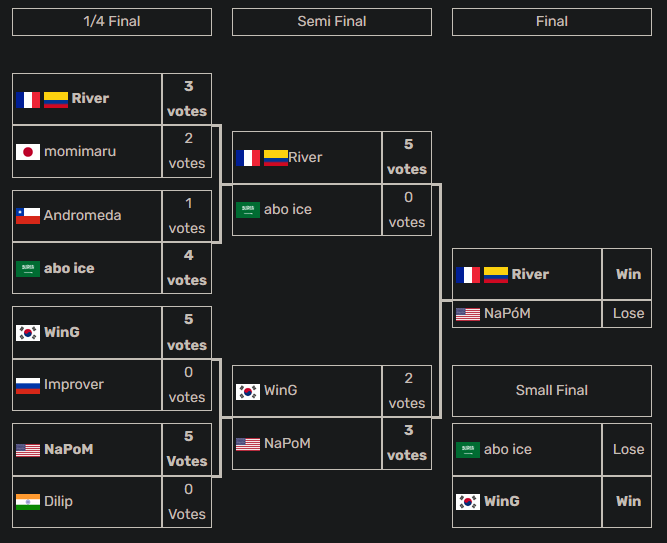 1/4 Final
Semi Final
Final
River
3
votes
momimaru
2
votes
Andromeda
1
votes
abo ice
4
votes
WinG
5
votes
Improver
0
votes
NaPoM
5
Votes
Dilip
0
Votes
River
5
votes
abo ice
0
votes
WinG
2
votes
NaPoM
3
votes
River Win
NaPóM Lose
Small Final
abo ice Lose
WinG Win